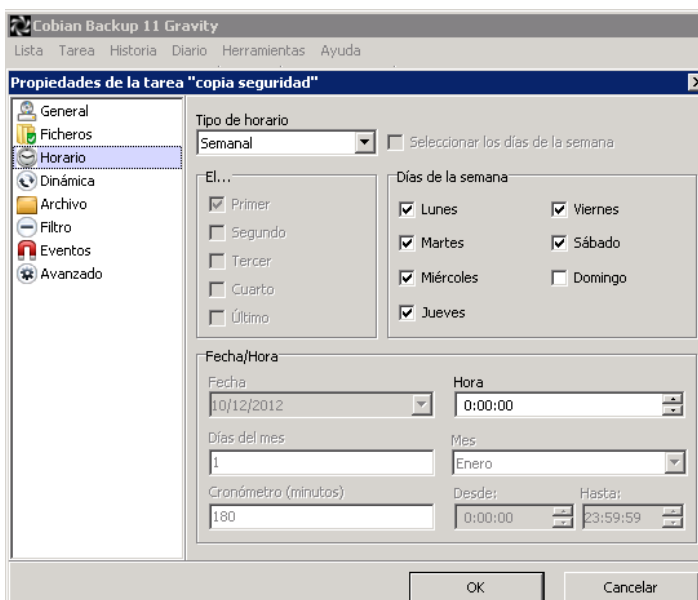 Cobian Backup 11 Gravity
Lista Tarea Historia Diario Herramientas Ayuda
Propiedades de la tarea "copia seguridad"
General
Ficheros
Horario
Dinámica
Archivo
Filtro
Eventos
Avanzado
Tipo de horario
Semanal
Seleccionar los días de la semana
El...
Primer
Segundo
Tercer
Cuarto
Último
Días de la semana
Lunes
Viernes
Martes
Sábado
Miércoles
Domingo
Jueves
Fecha/Hora
Fecha
Hora
10/12/2012
0:00:00
Días del mes
Mes
1
Enero
Cronómetro (minutos)
Desde:
Hasta:
180
0:00:00
23:59:59
OK
Cancelar